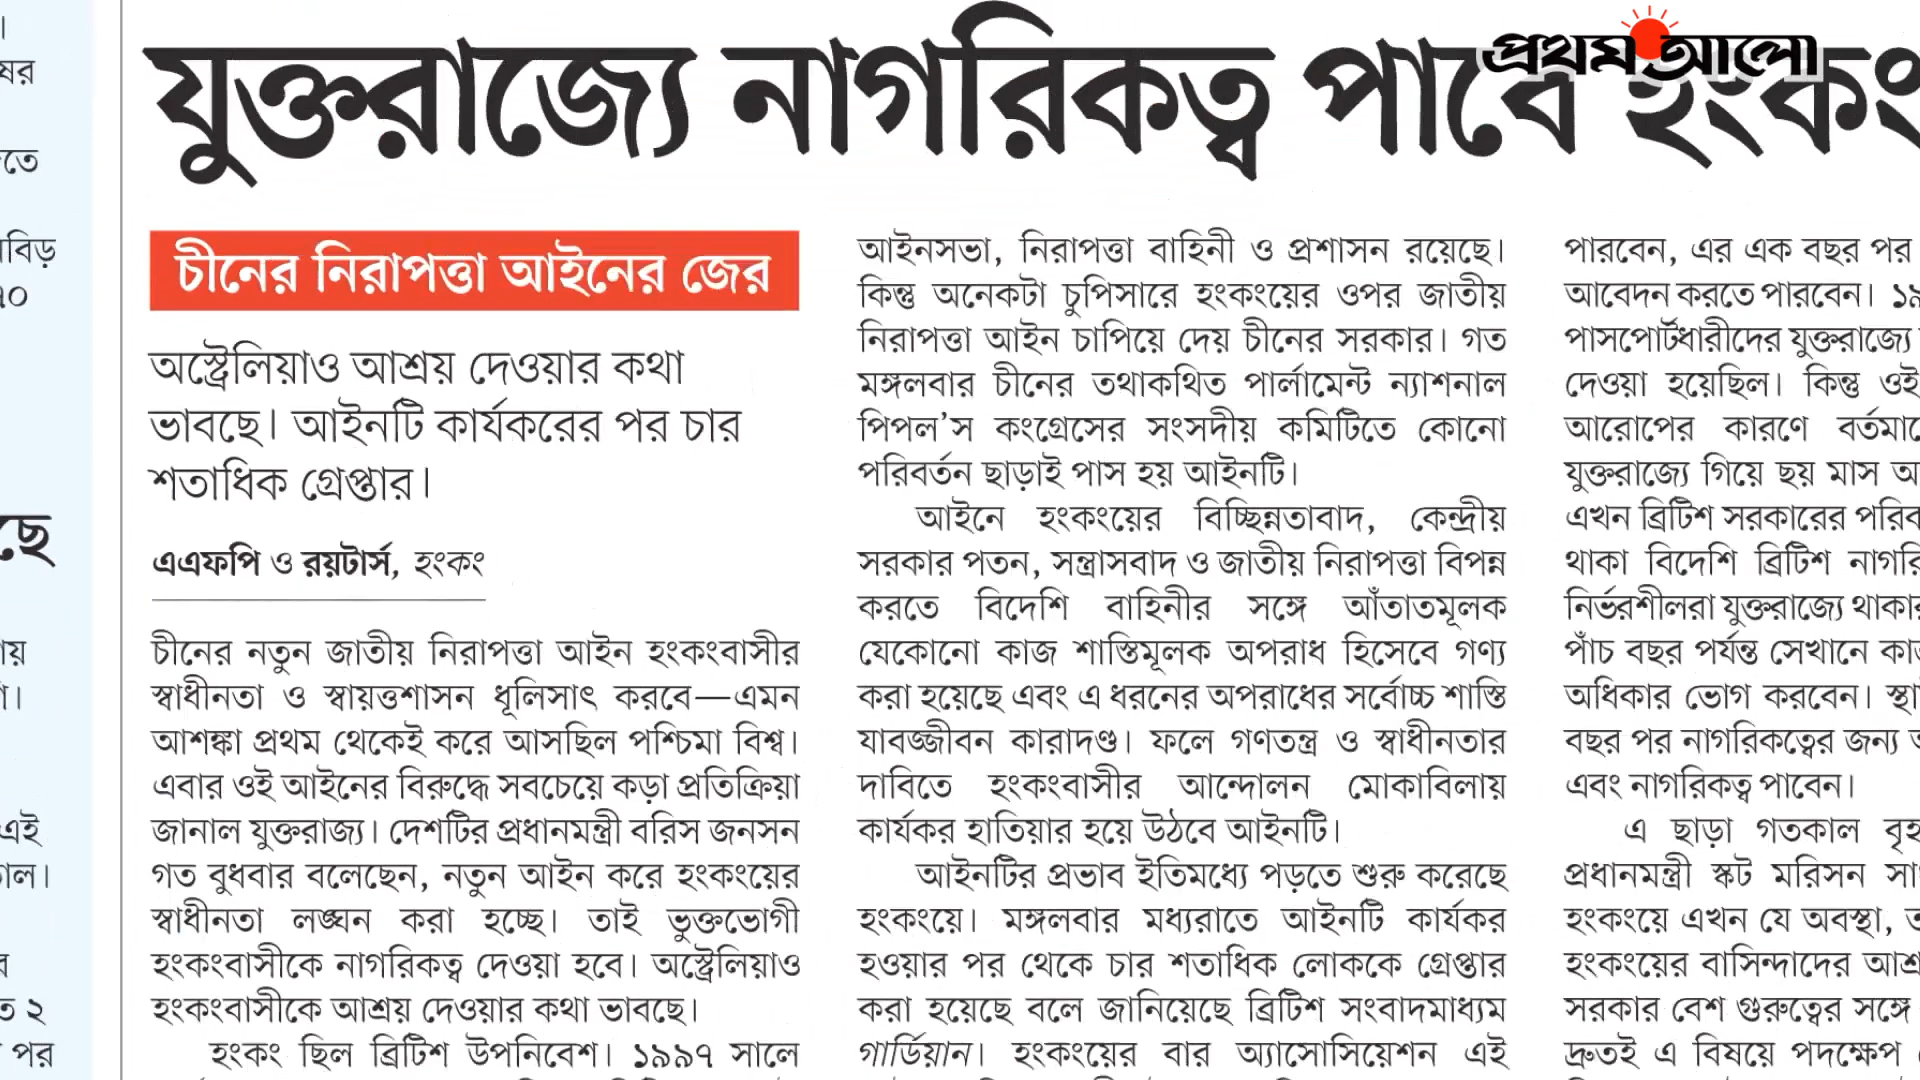 যুক্তরাজ্যে নাগরিকত্ব পাবে হংকং
প্রথম আলো
চীনের নিরাপত্তা আইনের জের
অস্ট্রেলিয়াও আশ্রয় দেওয়ার কথা
ভাবছে। আইনটি কার্যকরের পর চার
শতাধিক গ্রেপ্তার।
এএফপি ও রয়টার্স, হংকং
চীনের নতুন জাতীয় নিরাপত্তা আইন হংকংবাসীর
স্বাধীনতা ও স্বায়ত্তশাসন ধূলিসাৎ করবে—এমন
আশঙ্কা প্রথম থেকেই করে আসছিল পশ্চিমা বিশ্ব।
এবার ওই আইনের বিরুদ্ধে সবচেয়ে কড়া প্রতিক্রিয়া
জানাল যুক্তরাজ্য। দেশটির প্রধানমন্ত্রী বরিস জনসন
গত বুধবার বলেছেন, নতুন আইন করে হংকংয়ের
স্বাধীনতা লঙ্ঘন করা হচ্ছে। তাই ভুক্তভোগী
হংকংবাসীকে নাগরিকত্ব দেওয়া হবে। অস্ট্রেলিয়াও
হংকংবাসীকে আশ্রয় দেওয়ার কথা ভাবছে।
হংকং ছিল ব্রিটিশ উপনিবেশ। ১৯৯৭ সালে
আইনসভা, নিরাপত্তা বাহিনী ও প্রশাসন রয়েছে।
কিন্তু অনেকটা চুপিসারে হংকংয়ের ওপর জাতীয়
নিরাপত্তা আইন চাপিয়ে দেয় চীনের সরকার। গত
মঙ্গলবার চীনের তথাকথিত পার্লামেন্ট ন্যাশনাল
পিপল’স কংগ্রেসের সংসদীয় কমিটিতে কোনো
পরিবর্তন ছাড়াই পাস হয় আইনটি।
আইনে হংকংয়ের বিচ্ছিন্নতাবাদ, কেন্দ্রীয়
সরকার পতন, সন্ত্রাসবাদ ও জাতীয় নিরাপত্তা বিপন্ন
করতে বিদেশি বাহিনীর সঙ্গে আঁতাতমূলক
যেকোনো কাজ শাস্তিমূলক অপরাধ হিসেবে গণ্য
করা হয়েছে এবং এ ধরনের অপরাধের সর্বোচ্চ শাস্তি
যাবজ্জীবন কারাদণ্ড। ফলে গণতন্ত্র ও স্বাধীনতার
দাবিতে হংকংবাসীর আন্দোলন মোকাবিলায়
কার্যকর হাতিয়ার হয়ে উঠবে আইনটি।
আইনটির প্রভাব ইতিমধ্যে পড়তে শুরু করেছে
হংকংয়ে। মঙ্গলবার মধ্যরাতে আইনটি কার্যকর
হওয়ার পর থেকে চার শতাধিক লোককে গ্রেপ্তার
করা হয়েছে বলে জানিয়েছে ব্রিটিশ সংবাদমাধ্যম
গার্ডিয়ান। হংকংয়ের বার অ্যাসোসিয়েশন এই
পারবেন, এর এক বছর পর
আবেদন করতে পারবেন। ১৯
পাসপোর্টধারীদের যুক্তরাজ্যে
দেওয়া হয়েছিল। কিন্তু ওই
আরোপের কারণে বর্তমানে
যুক্তরাজ্যে গিয়ে ছয় মাস অ
এখন ব্রিটিশ সরকারের পরিক
থাকা বিদেশি ব্রিটিশ নাগরি
নির্ভরশীলরা যুক্তরাজ্যে থাকার
পাঁচ বছর পর্যন্ত সেখানে কা
অধিকার ভোগ করবেন। স্থা
বছর পর নাগরিকত্বের জন্য
এবং নাগরিকত্ব পাবেন।
এ ছাড়া গতকাল বৃহ
প্রধানমন্ত্রী স্কট মরিসন সা
হংকংয়ে এখন যে অবস্থা,
হংকংয়ের বাসিন্দাদের আশ্র
সরকার বেশ গুরুত্বের সঙ্গে
দ্রুতই এ বিষয়ে পদক্ষেপ